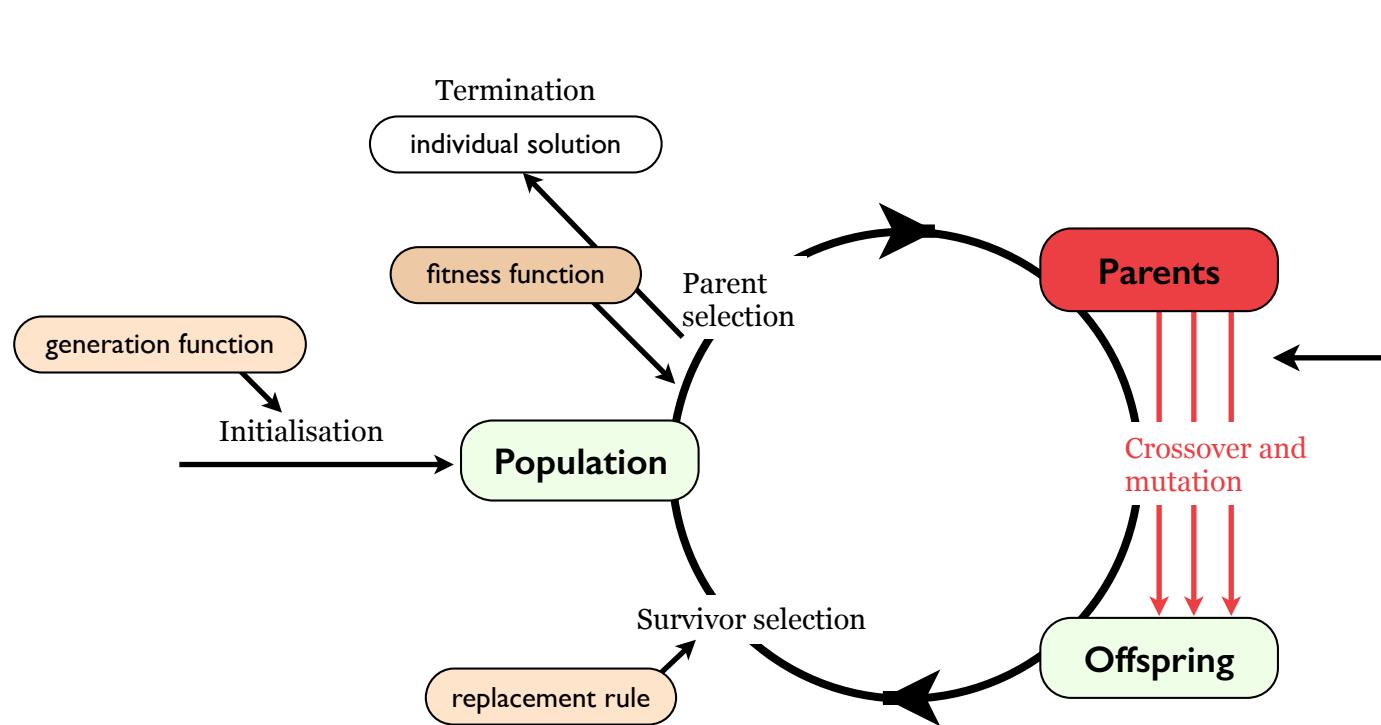 Termination
individual solution
fitness function
Parent
selection
Parents
generation function
Initialisation
Population
Crossover and
mutation
Survivor selection
Offspring
replacement rule